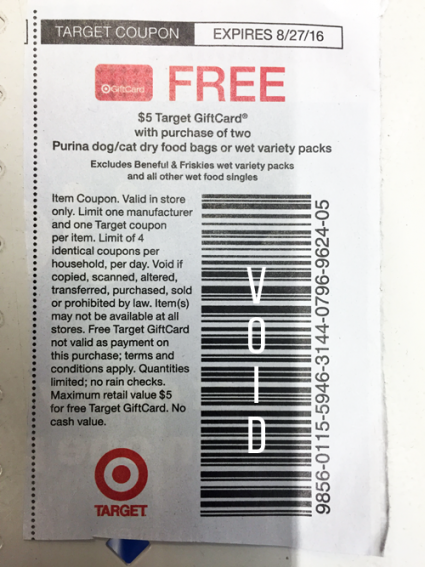 TARGET COUPON EXPIRES 8/27/16
GiftCard FREE
$5 Target GiftCard®
with purchase of two
Purina dog/cat dry food bags or wet variety packs
Excludes Beneful & Friskies wet variety packs
and all other wet food singles
Item Coupon. Valid in store
only. Limit one manufacturer
and one Target coupon
per item. Limit of 4
identical coupons per
household, per day. Void if
copied, scanned, altered,
transferred, purchased, sold
or prohibited by law. Item(s)
may not be available at all
stores. Free Target GiftCard
not valid as payment on
this purchase; terms and
conditions apply. Quantities
limited; no rain checks.
Maximum retail value $5
for free Target GiftCard. No
cash value.
VOID
9856-0115-5946-3144-0796-9624-05
TARGET